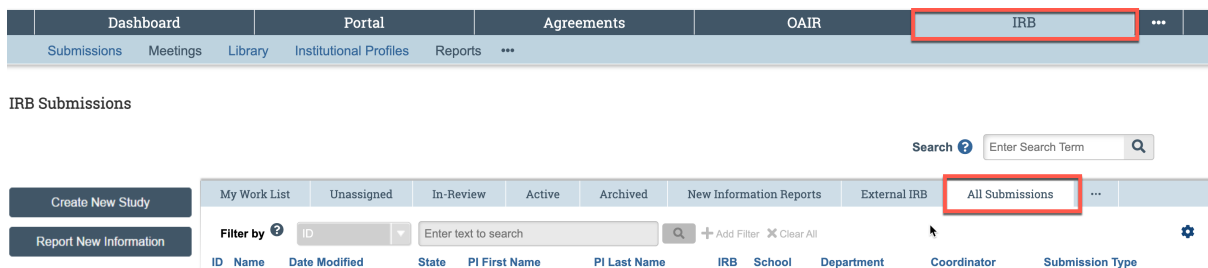 Dashboard Portal Agreements OAIR IRB •••
Submissions Meetings Library Institutional Profiles Reports •••
IRB Submissions
Search ? Enter Search Term
Create New Study
Report New Information
My Work List Unassigned In-Review Active Archived New Information Reports External IRB All Submissions •••
Filter by ? ID Enter text to search Add Filter Clear All
ID Name Date Modified State PI First Name PI Last Name IRB School Department Coordinator Submission Type